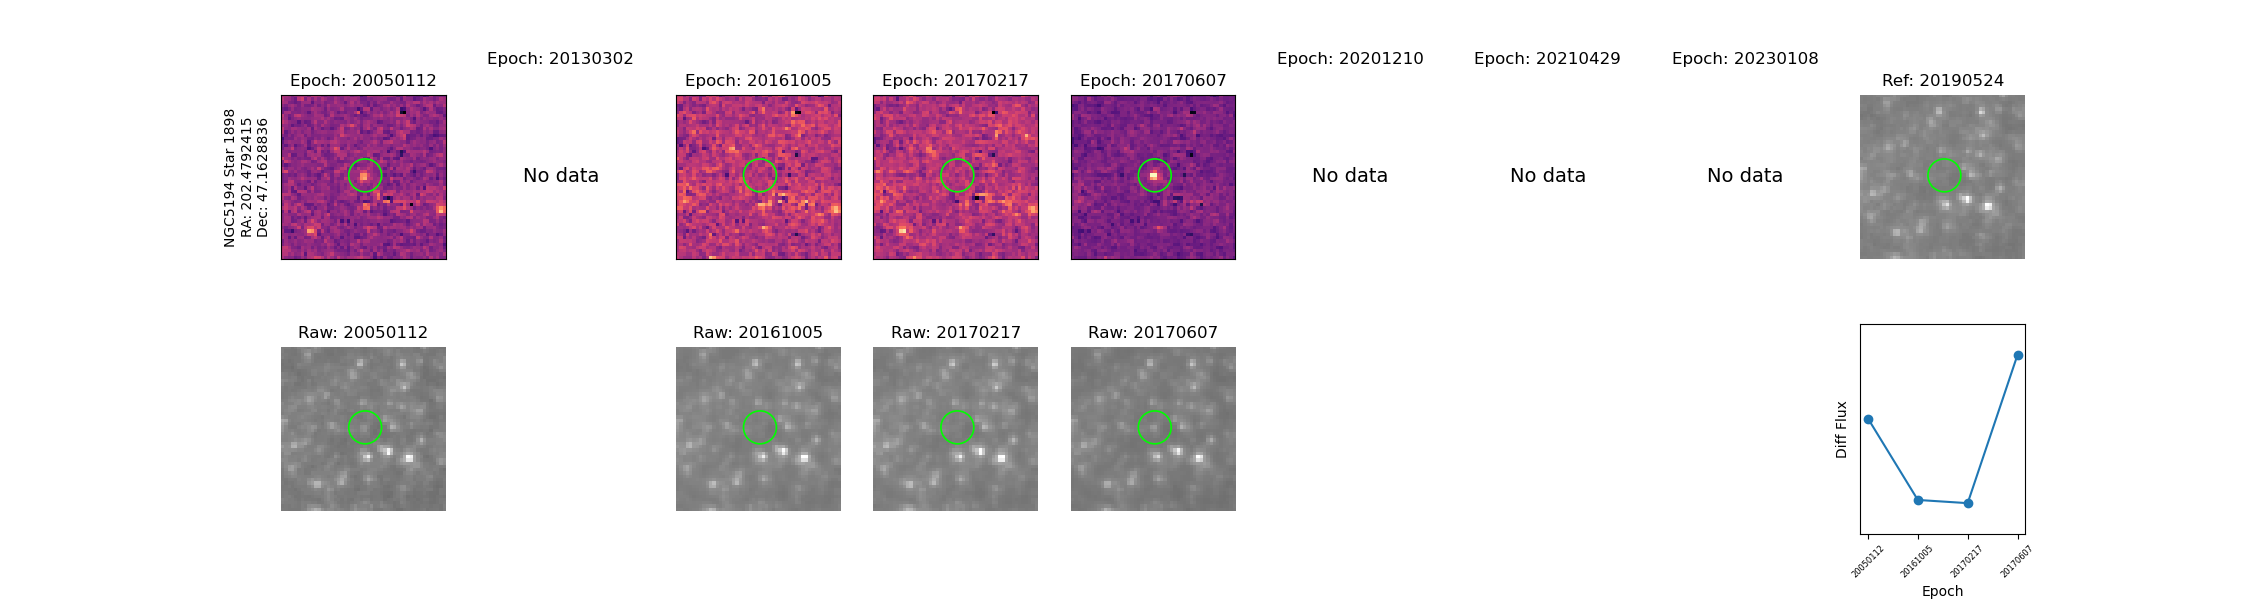 NGC5194 Star 1898
RA: 202.4792415
Dec: 47.1628836
Epoch: 20050112
Epoch: 20130302
No data
Epoch: 20161005
Epoch: 20170217
Epoch: 20170607
Epoch: 20201210
No data
Epoch: 20210429
No data
Epoch: 20230108
No data
Ref: 20190524
Raw: 20050112
Raw: 20161005
Raw: 20170217
Raw: 20170607
Diff Flux
20050112
20161005
20170217
20170607
Epoch